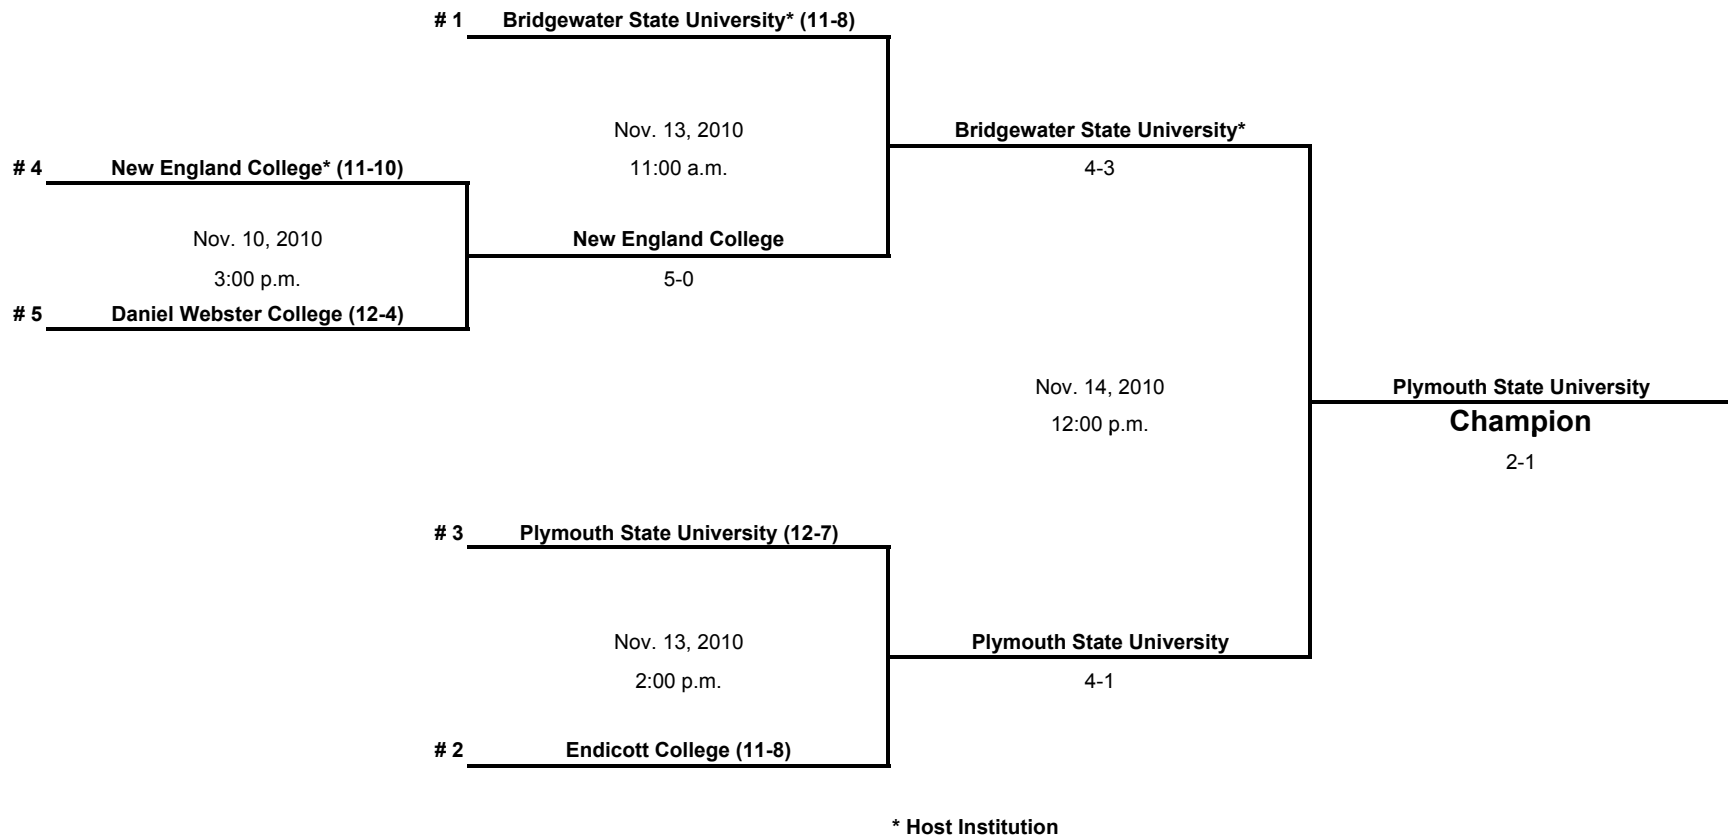 # 1 Bridgewater State University* (11-8)
Nov. 13, 2010
Bridgewater State University*
# 4 New England College* (11-10)
11:00 a.m.
4-3
Nov. 10, 2010
New England College
3:00 p.m.
5-0
# 5 Daniel Webster College (12-4)
Nov. 14, 2010
Plymouth State University
12:00 p.m.
Champion
2-1
# 3 Plymouth State University (12-7)
Nov. 13, 2010
Plymouth State University
2:00 p.m.
4-1
# 2 Endicott College (11-8)
* Host Institution